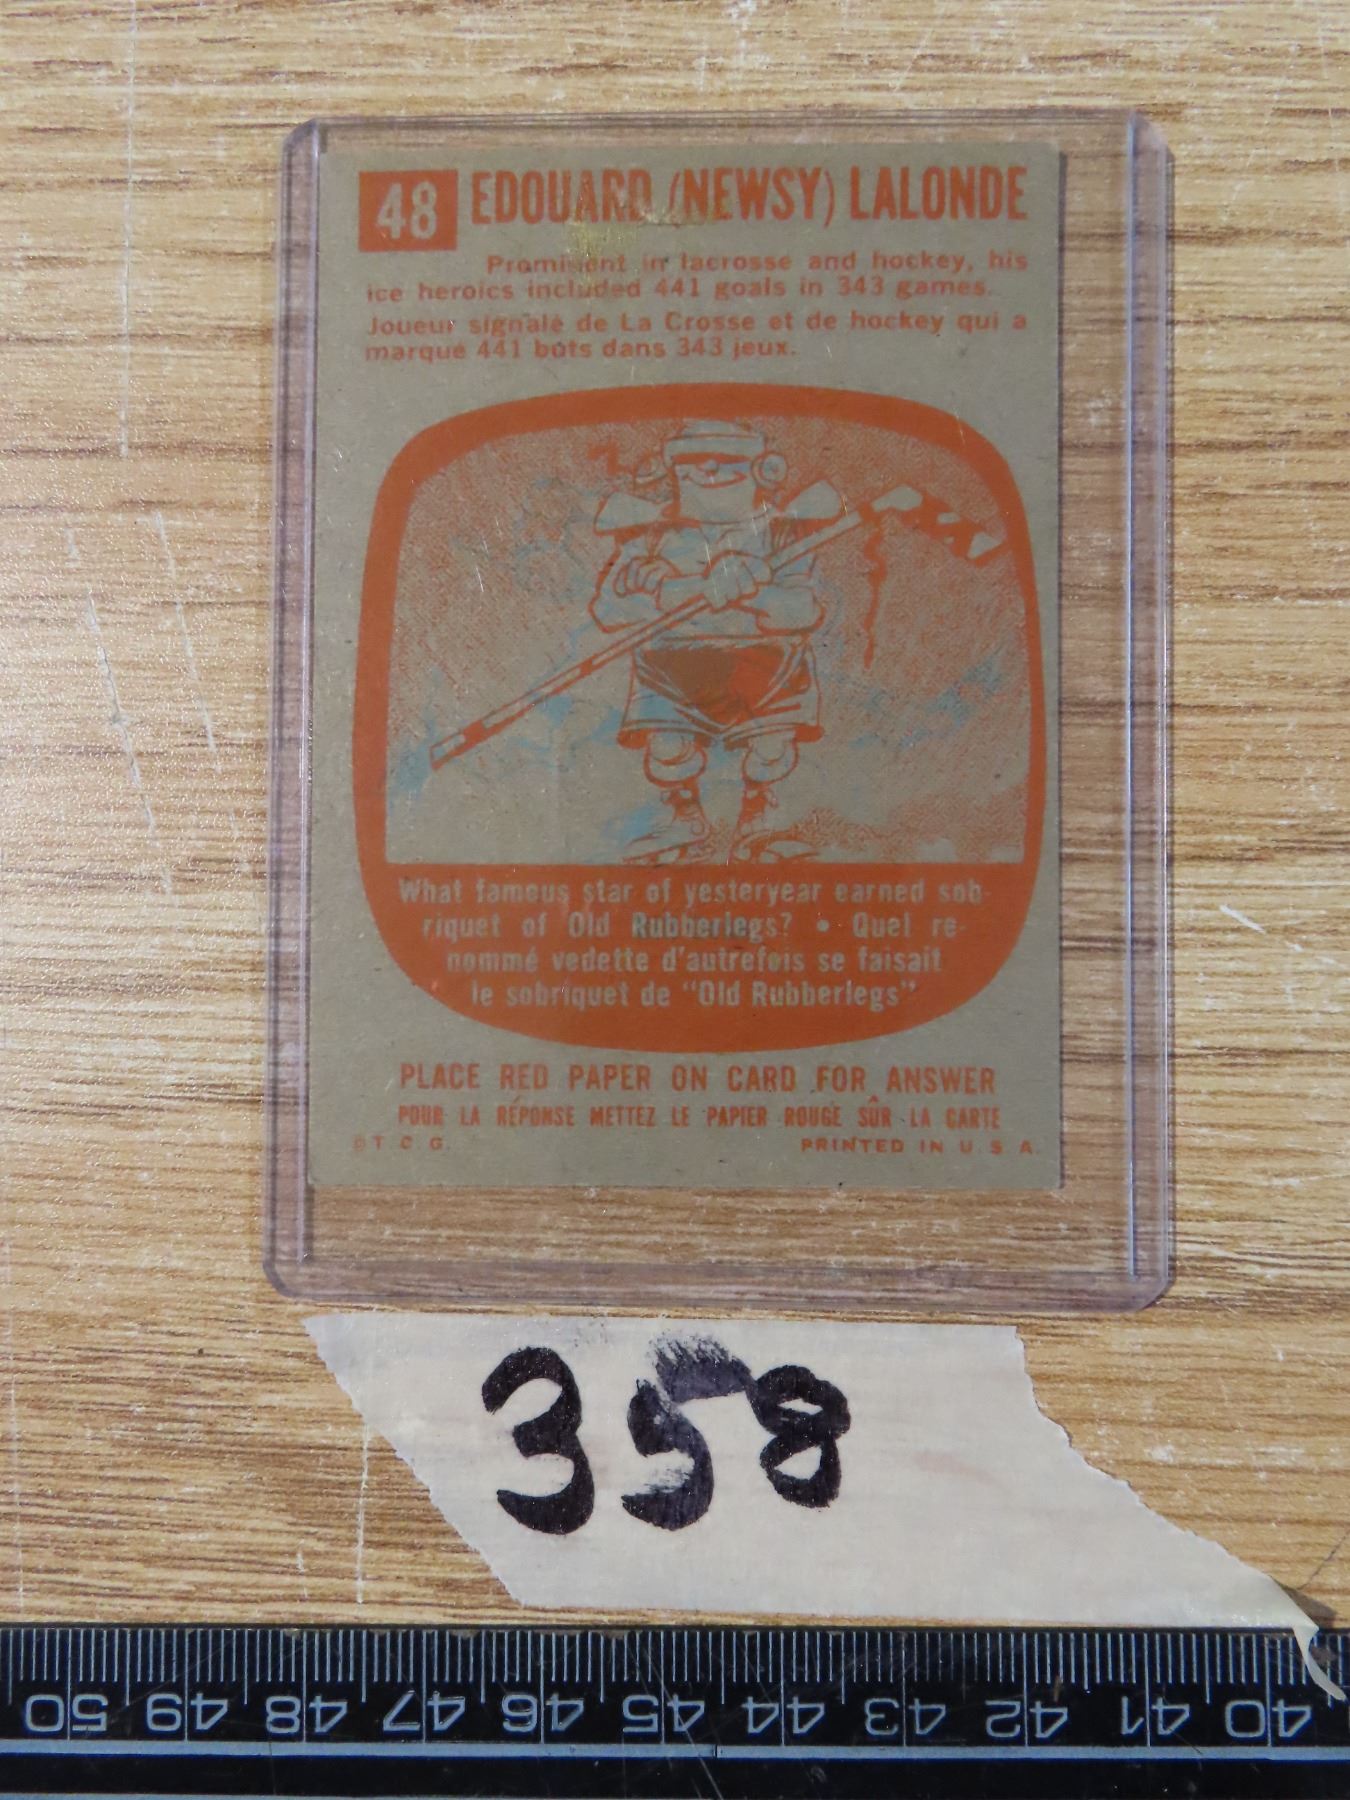 48 EDOUARD (NEWSY) LALONDE
Prominent in lacrosse and hockey, his
ice heroics included 441 goals in 343 games.
Joueur signalé de La Crosse et de hockey qui a
marqué 441 buts dans 343 jeux.
What famous star of yesteryear earned sob-
riquet of Old Rubberlegs? • Quel re-
nommé vedette d'autrefois se faisait
le sobriquet de "Old Rubberlegs"
PLACE RED PAPER ON CARD FOR ANSWER
POUR LA RÉPONSE METTEZ LE PAPIER ROUGE SÛR LA CARTE
©T.C.G. PRINTED IN U.S.A.
358
50 49 48 47 46 45 44 43 42 41 40